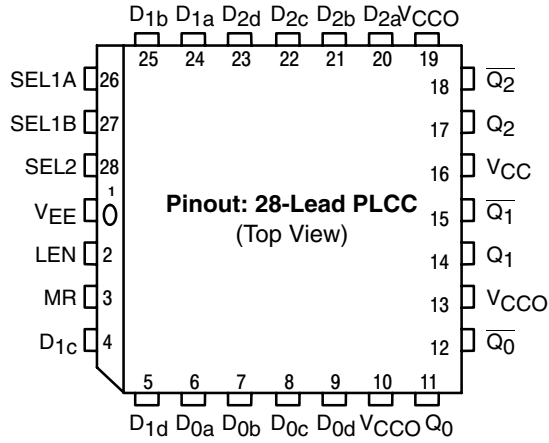 D1b D1a D2d D2c D2b D2a VCCO
25 24 23 22 21 20 19
SEL1A 26 18 Q̅2
SEL1B 27 17 Q2
SEL2 28 16 VCC
1
VEE Pinout: 28-Lead PLCC 15 Q̅1
(Top View)
LEN 2 14 Q1
MR 3 13 VCCO
D1c 4 12 Q̅0
5 6 7 8 9 10 11
D1d D0a D0b D0c D0d VCCO Q0